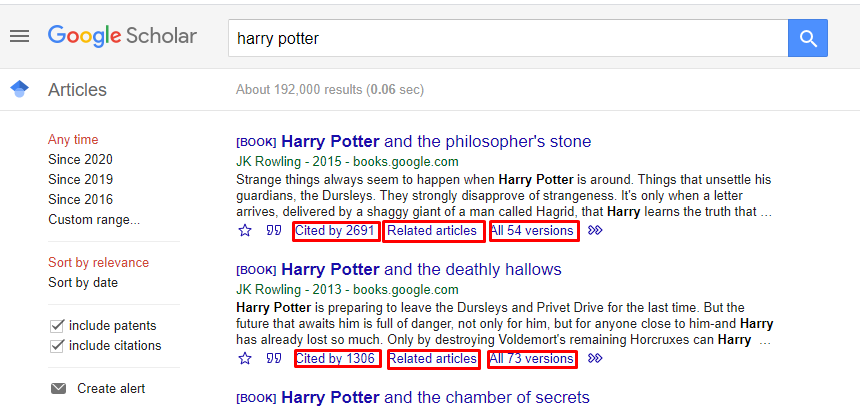 Google Scholar
harry potter
Articles
About 192,000 results (0.06 sec)
Any time
Since 2020
Since 2019
Since 2016
Custom range...
Sort by relevance
Sort by date
include patents
include citations
Create alert
[BOOK] Harry Potter and the philosopher's stone
JK Rowling - 2015 - books.google.com
Strange things always seem to happen when Harry Potter is around. Things that unsettle his
guardians, the Dursleys. They strongly disapprove of strangeness. It's only when a letter
arrives, delivered by a shaggy giant of a man called Hagrid, that Harry learns the truth that ...
Cited by 2691 Related articles All 54 versions
[BOOK] Harry Potter and the deathly hallows
JK Rowling - 2013 - books.google.com
Harry Potter is preparing to leave the Dursleys and Privet Drive for the last time. But the
future that awaits him is full of danger, not only for him, but for anyone close to him-and Harry
has already lost so much. Only by destroying Voldemort's remaining Horcruxes can Harry ...
Cited by 1306 Related articles All 73 versions
[BOOK] Harry Potter and the chamber of secrets